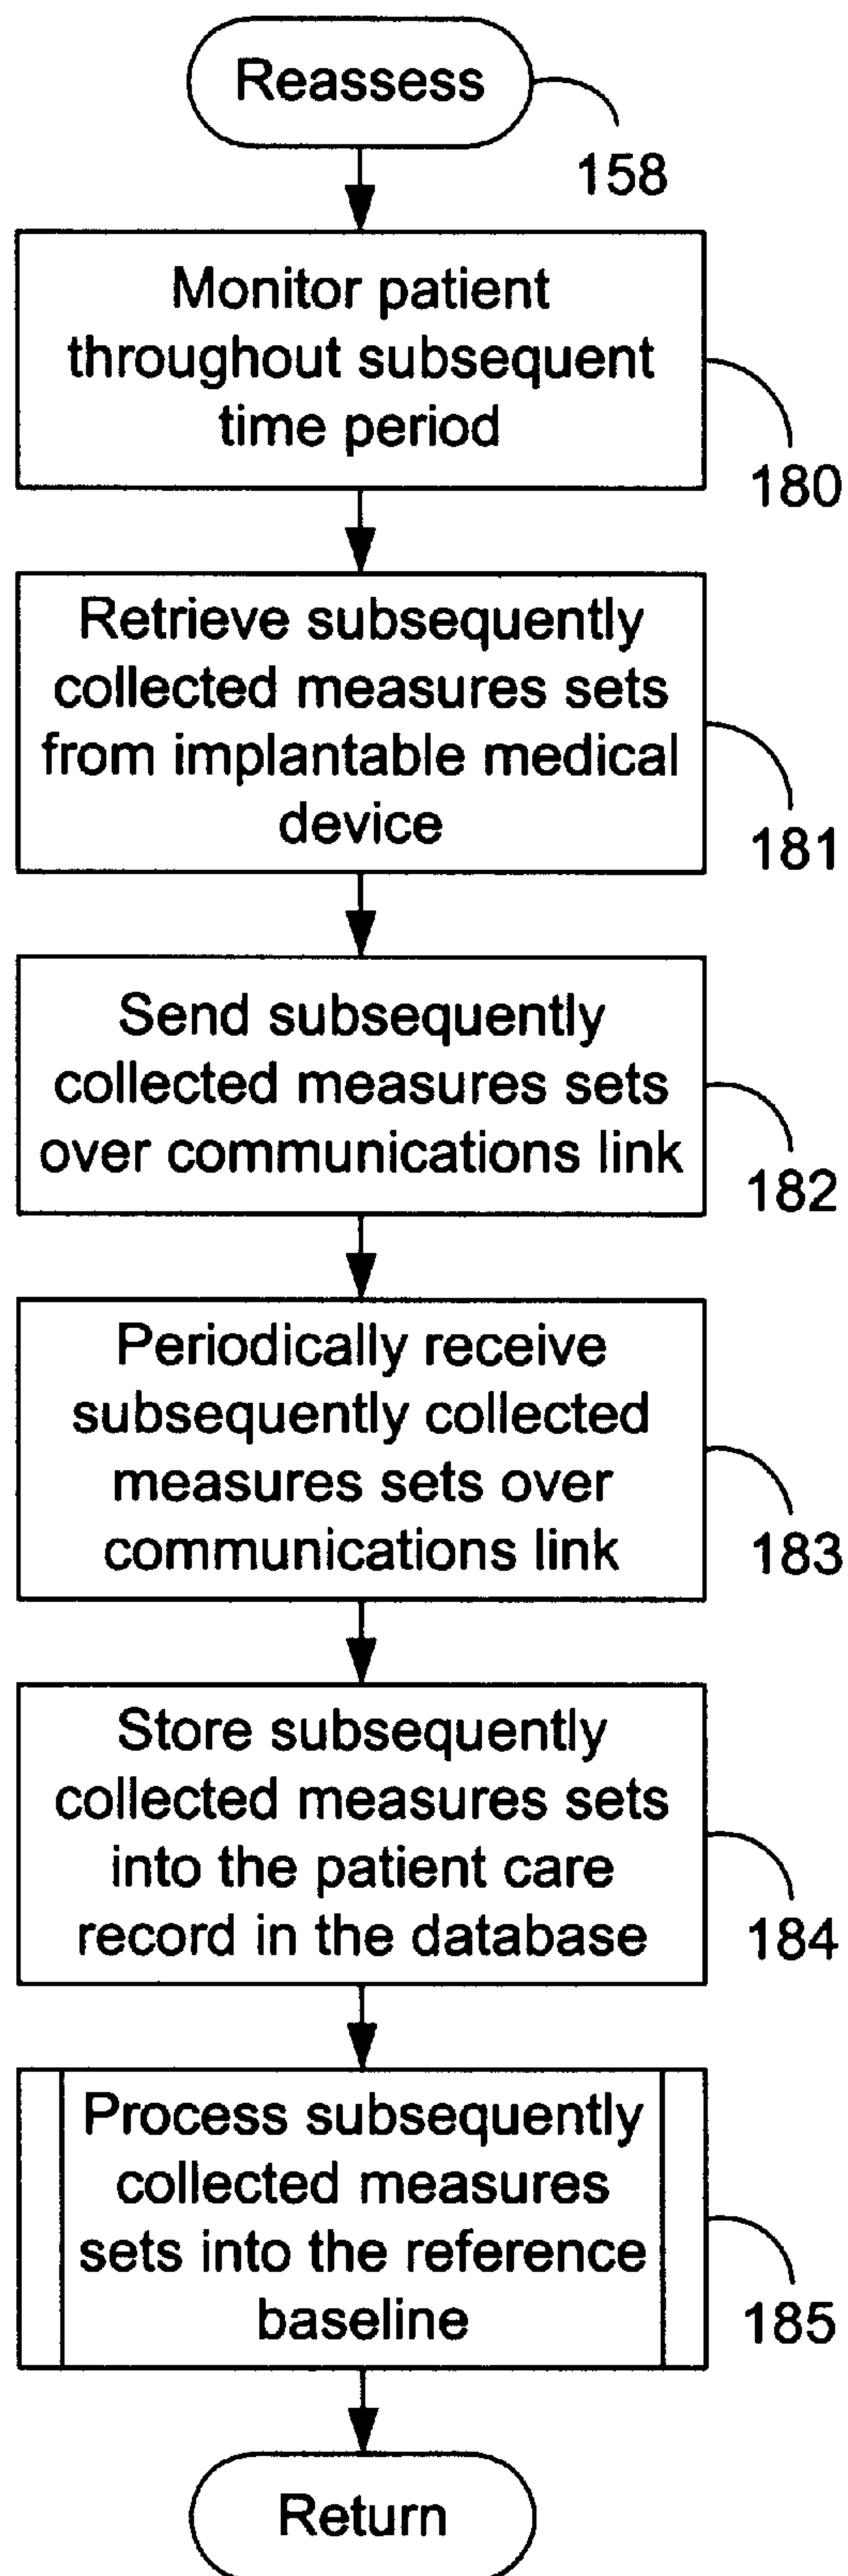 Reassess
158
Monitor patient
throughout subsequent
time period
180
Retrieve subsequently
collected measures sets
from implantable medical
device
181
Send subsequently
collected measures sets
over communications link
182
Periodically receive
subsequently collected
measures sets over
communications link
183
Store subsequently
collected measures sets
into the patient care
record in the database
184
Process subsequently
collected measures
sets into the reference
baseline
185
Return